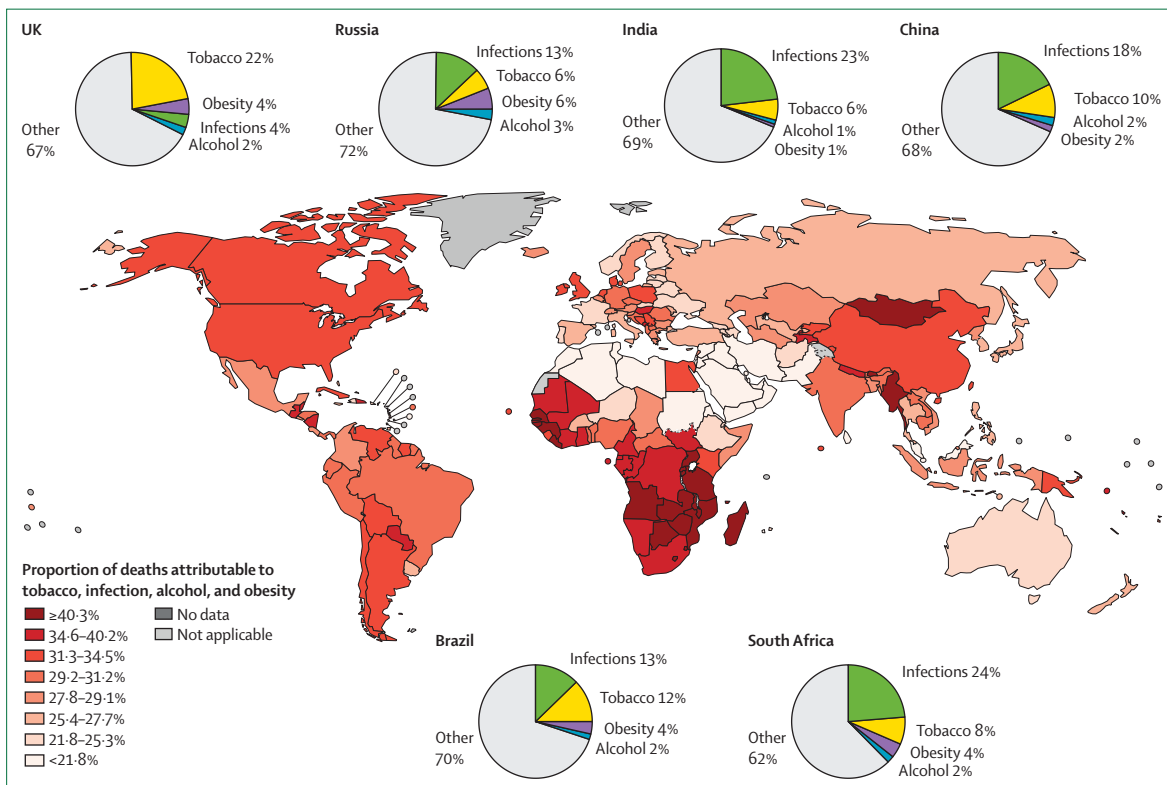 UK
Tobacco 22%
Obesity 4%
Infections 4%
Alcohol 2%
Other
67%
Russia
Infections 13%
Tobacco 6%
Obesity 6%
Alcohol 3%
Other
72%
India
Infections 23%
Tobacco 6%
Alcohol 1%
Obesity 1%
Other
69%
China
Infections 18%
Tobacco 10%
Alcohol 2%
Obesity 2%
Other
68%
Proportion of deaths attributable to
tobacco, infection, alcohol, and obesity
≥40·3%
34·6–40·2%
31·3–34·5%
29·2–31·2%
27·8–29·1%
25·4–27·7%
21·8–25·3%
<21·8%
No data
Not applicable
Brazil
Infections 13%
Tobacco 12%
Obesity 4%
Alcohol 2%
Other
70%
South Africa
Infections 24%
Tobacco 8%
Obesity 4%
Alcohol 2%
Other
62%